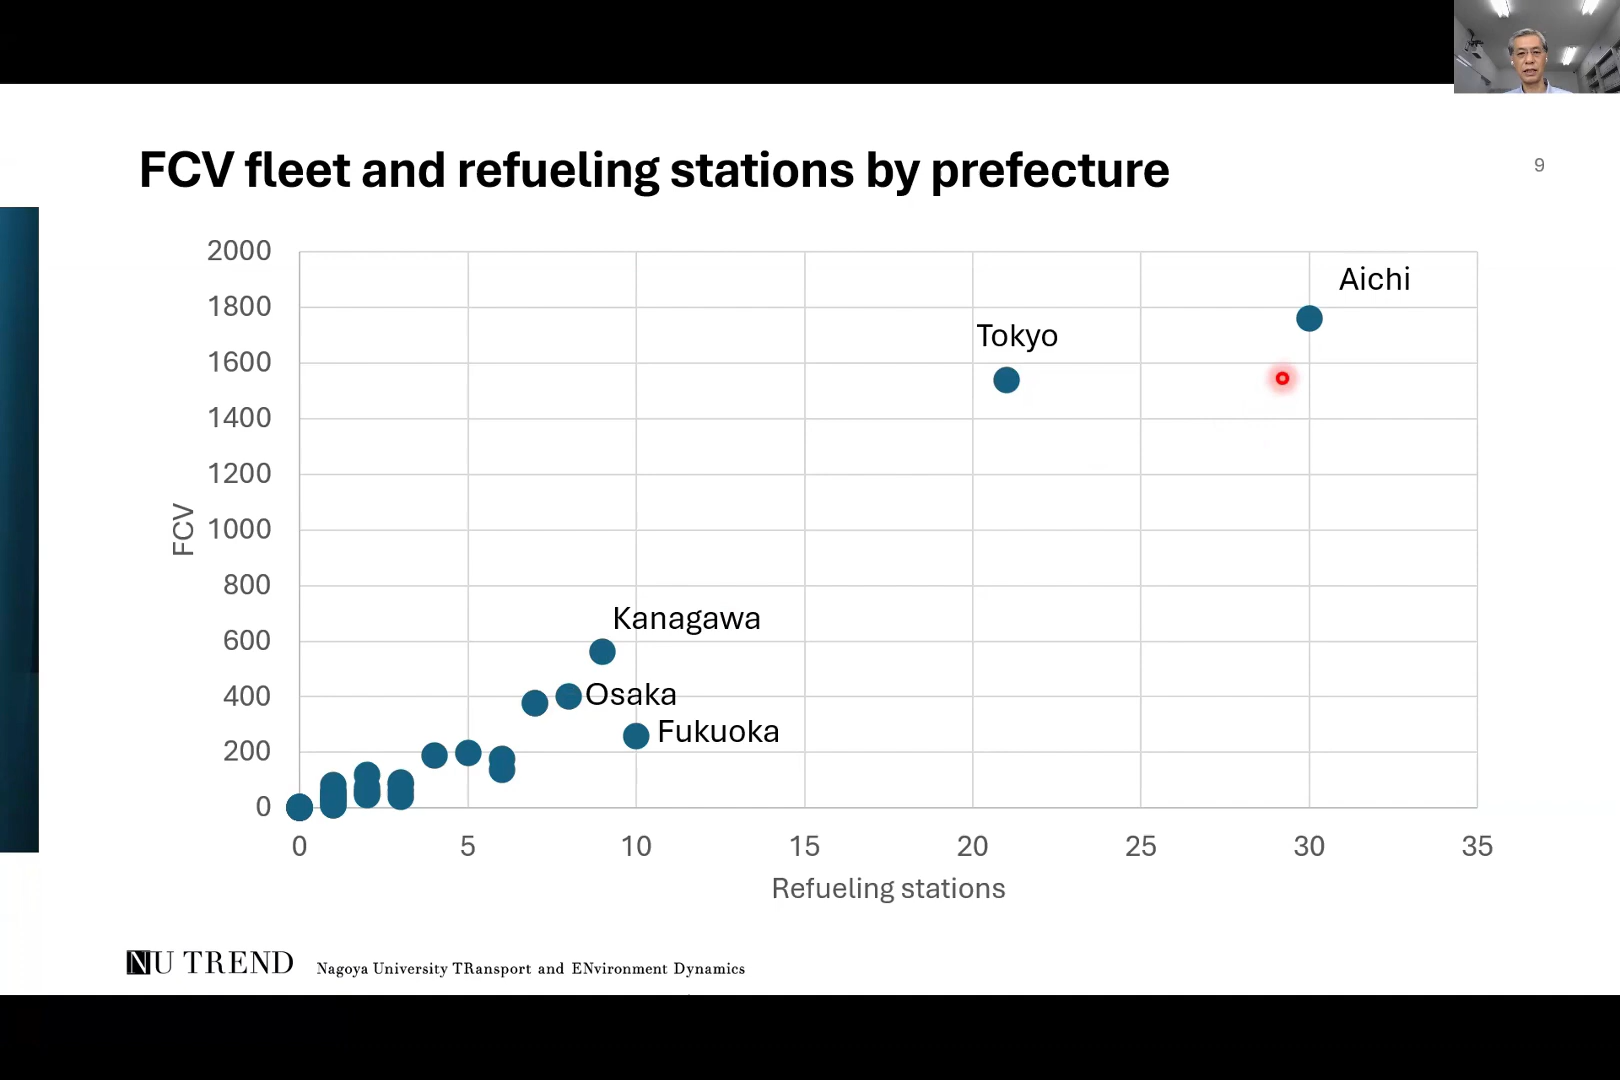 FCV fleet and refueling stations by prefecture
9
2000
1800
1600
1400
1200
1000
800
600
400
200
0
FCV
Aichi
Tokyo
Kanagawa
Osaka
Fukuoka
0 5 10 15 20 25 30 35
Refueling stations
NU TREND Nagoya University TRansport and ENvironment Dynamics